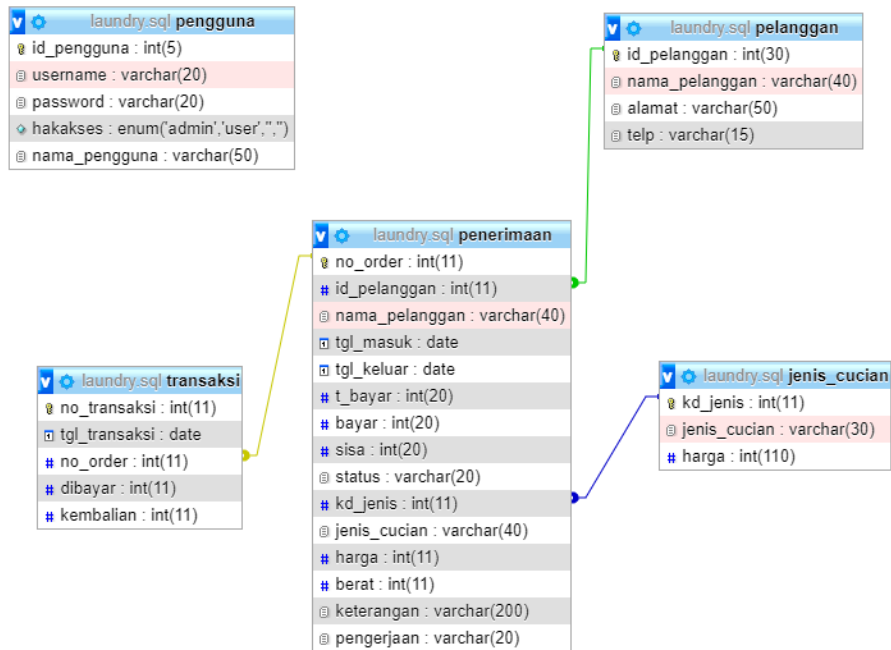 laundry.sql pengguna
id_pengguna : int(5)
username : varchar(20)
password : varchar(20)
hakakses : enum('admin','user','','')
nama_pengguna : varchar(50)
laundry.sql pelanggan
id_pelanggan : int(30)
nama_pelanggan : varchar(40)
alamat : varchar(50)
telp : varchar(15)
laundry.sql penerimaan
no_order : int(11)
id_pelanggan : int(11)
nama_pelanggan : varchar(40)
tgl_masuk : date
tgl_keluar : date
t_bayar : int(20)
bayar : int(20)
sisa : int(20)
status : varchar(20)
kd_jenis : int(11)
jenis_cucian : varchar(40)
harga : int(11)
berat : int(11)
keterangan : varchar(200)
pengerjaan : varchar(20)
laundry.sql transaksi
no_transaksi : int(11)
tgl_transaksi : date
no_order : int(11)
dibayar : int(11)
kembalian : int(11)
laundry.sql jenis_cucian
kd_jenis : int(11)
jenis_cucian : varchar(30)
harga : int(110)